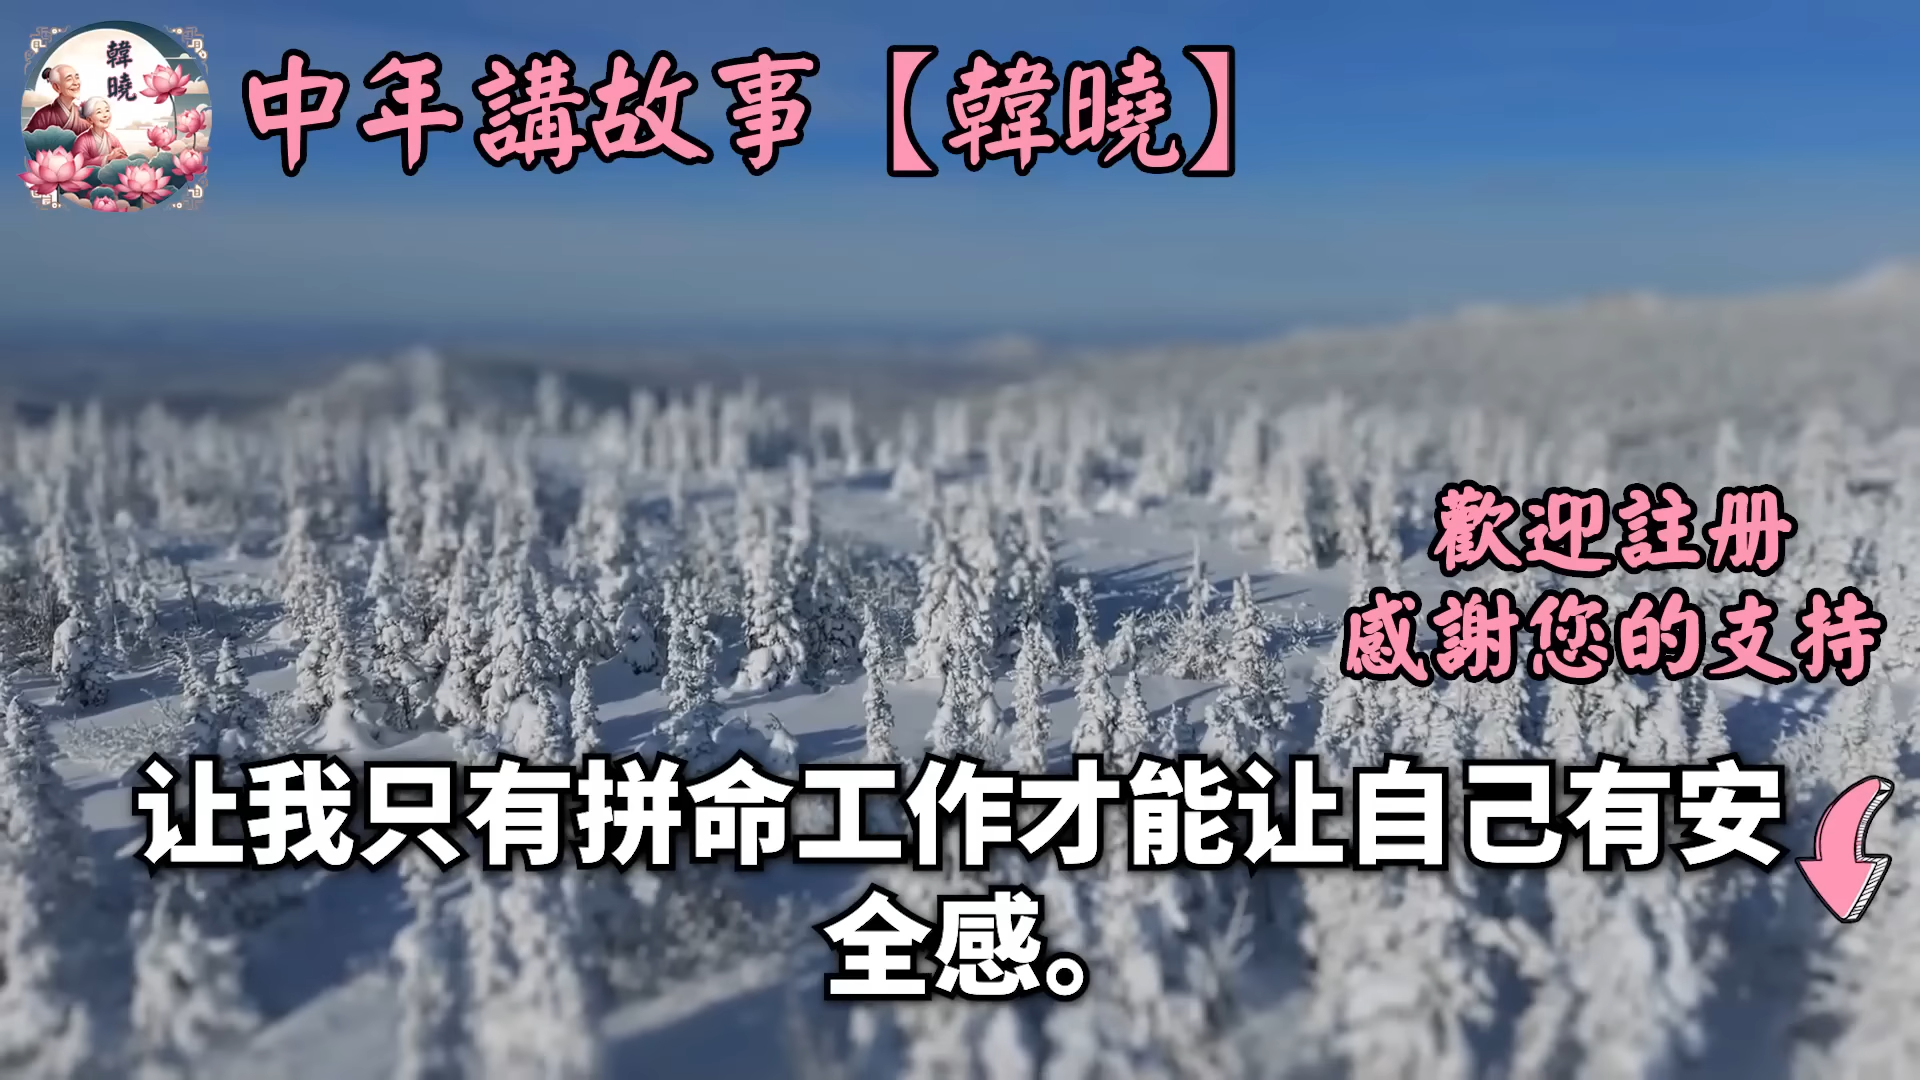 韓
曉
中年講故事【韓曉】
歡迎註册
感謝您的支持
让我只有拼命工作才能让自己有安
全感。